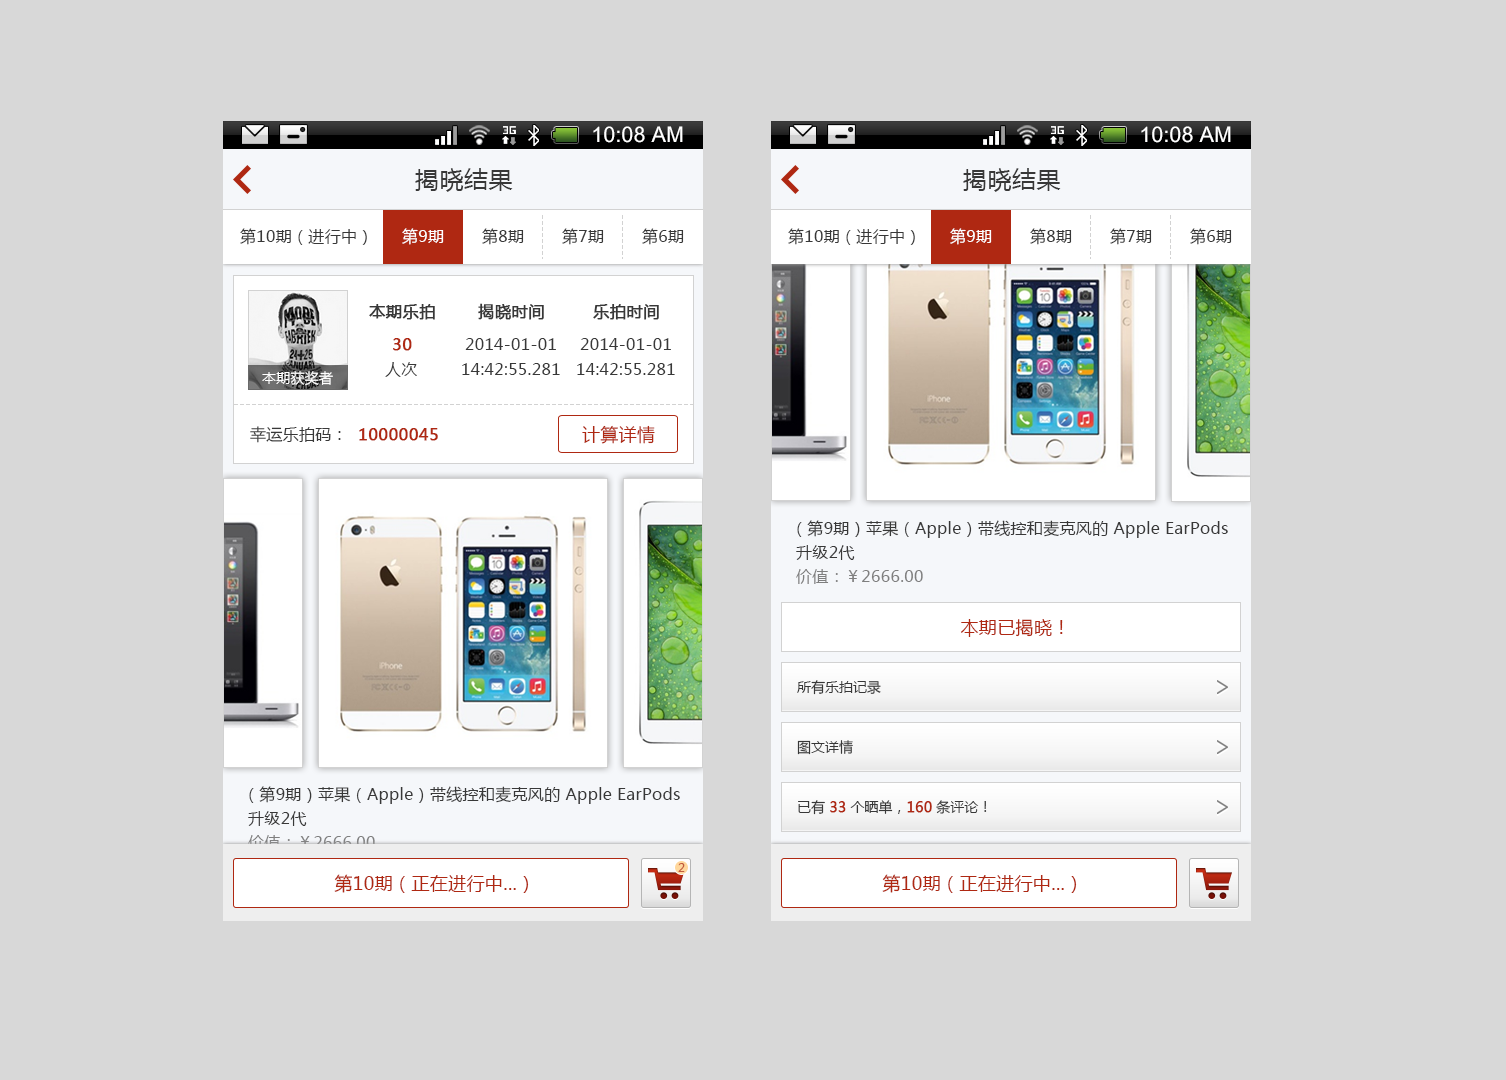 10:08 AM
揭晓结果
第10期（进行中）
第9期
第8期
第7期
第6期
本期获奖者
本期乐拍
30
人次
揭晓时间
2014-01-01
14:42:55.281
乐拍时间
2014-01-01
14:42:55.281
幸运乐拍码：
10000045
计算详情
iPhone
（第9期）苹果（Apple）带线控和麦克风的 Apple EarPods
升级2代
价值：￥2666.00
第10期（正在进行中...）
2
10:08 AM
揭晓结果
第10期（进行中）
第9期
第8期
第7期
第6期
iPhone
（第9期）苹果（Apple）带线控和麦克风的 Apple EarPods
升级2代
价值：￥2666.00
本期已揭晓！
所有乐拍记录
图文详情
已有 33 个晒单，160 条评论！
第10期（正在进行中...）